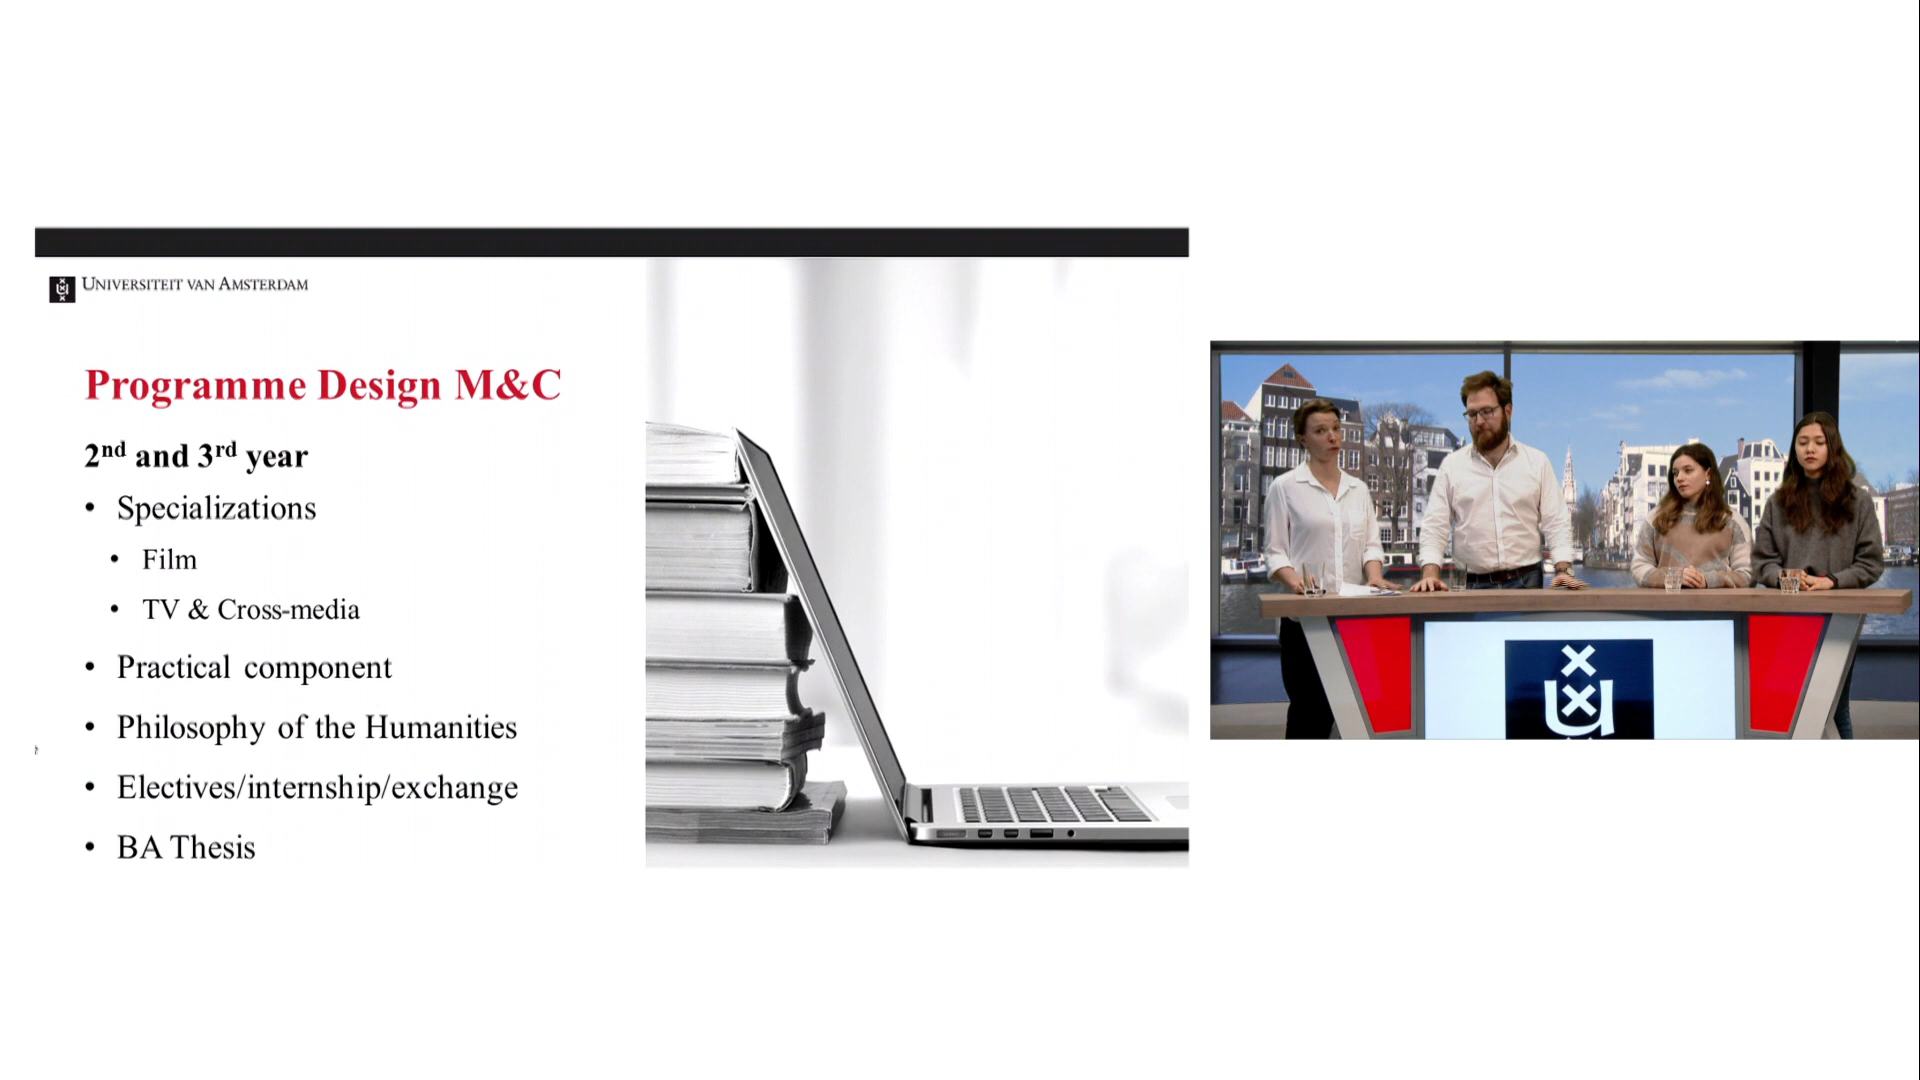 UNIVERSITEIT VAN AMSTERDAM
Programme Design M&C
2nd and 3rd year
• Specializations
• Film
• TV & Cross-media
• Practical component
• Philosophy of the Humanities
• Electives/internship/exchange
• BA Thesis